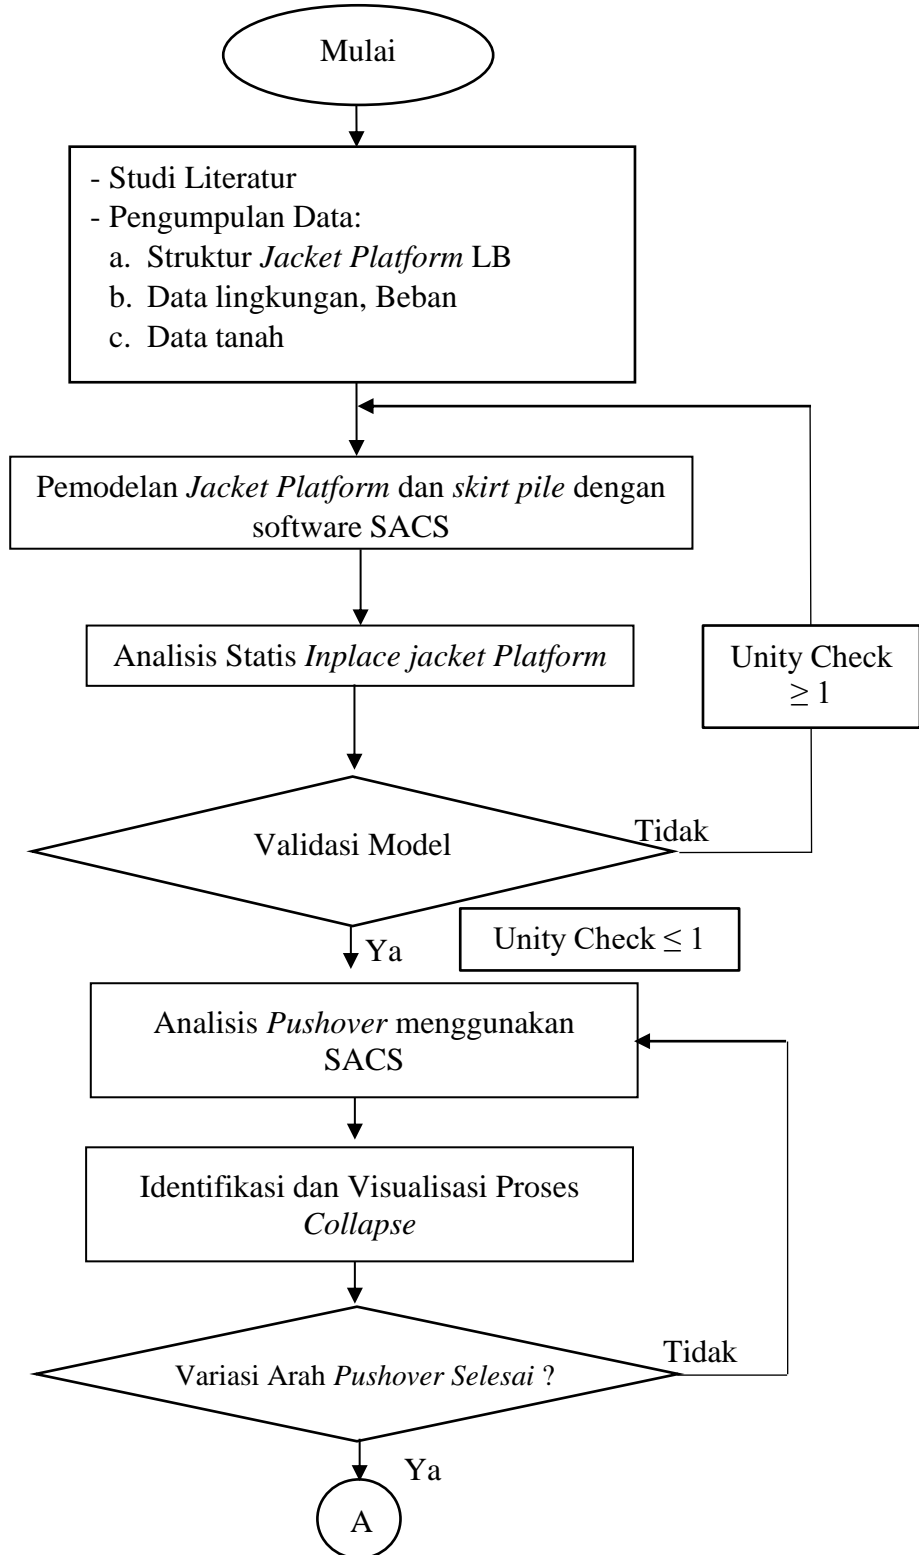 Mulai
- Studi Literatur
- Pengumpulan Data:
a. Struktur Jacket Platform LB
b. Data lingkungan, Beban
c. Data tanah
Pemodelan Jacket Platform dan skirt pile dengan
software SACS
Analisis Statis Inplace jacket Platform
Unity Check
≥ 1
Validasi Model
Tidak
Ya
Unity Check ≤ 1
Analisis Pushover menggunakan
SACS
Identifikasi dan Visualisasi Proses
Collapse
Variasi Arah Pushover Selesai ?
Tidak
Ya
A